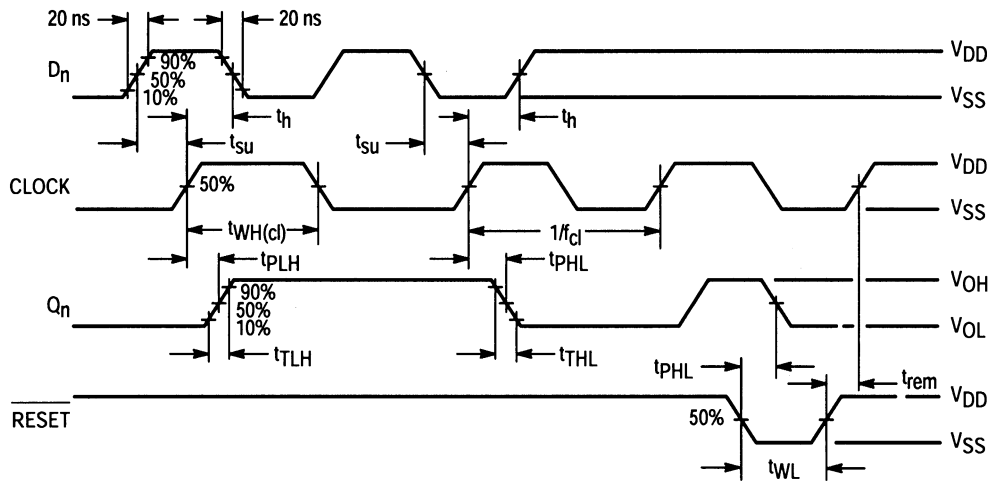 20 ns
20 ns
Dn
90%
50%
10%
th
th
VDD
VSS
tsu
tsu
CLOCK
50%
VDD
VSS
tWH(cl)
1/fcl
tPLH
tPHL
Qn
90%
50%
10%
VOH
VOL
tTLH
tTHL
tPHL
trem
RESET
50%
VDD
VSS
tWL